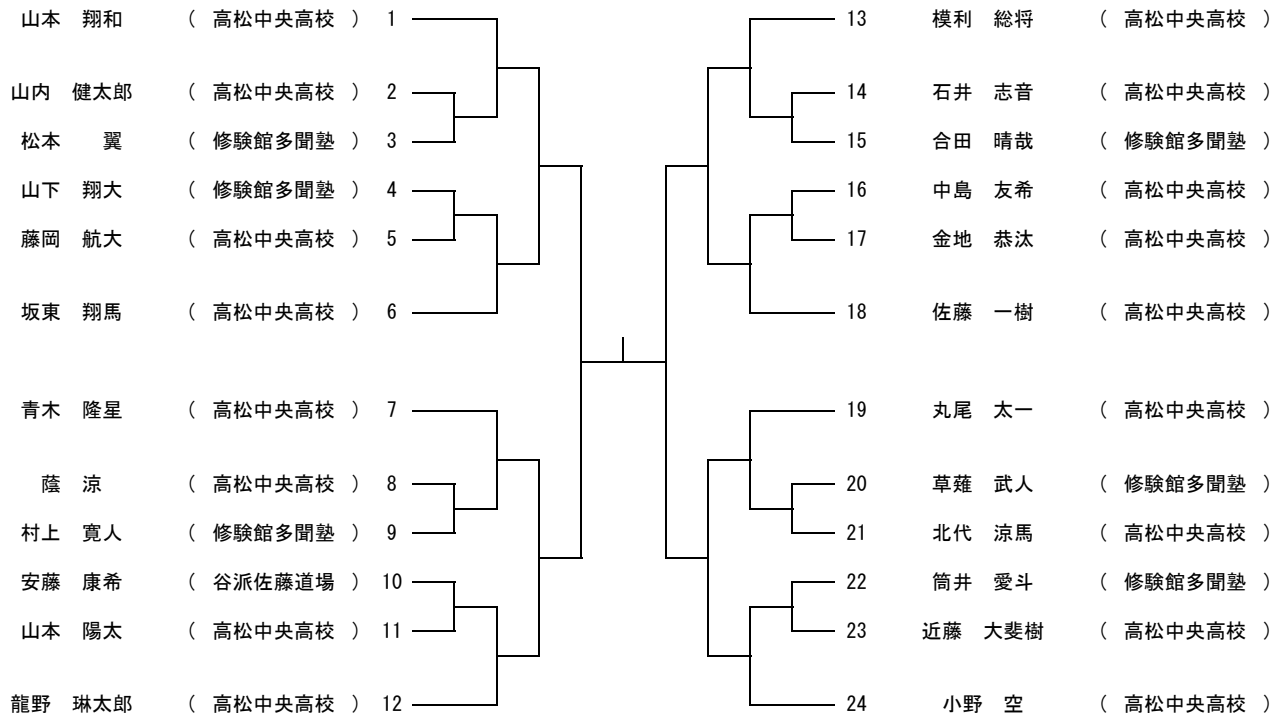 山本　翔和 （ 高松中央高校 ） 1
山内　健太郎 （ 高松中央高校 ） 2
松本　　翼 （ 修験館多聞塾 ） 3
山下　翔大 （ 修験館多聞塾 ） 4
藤岡　航大 （ 高松中央高校 ） 5
坂東　翔馬 （ 高松中央高校 ） 6
青木　隆星 （ 高松中央高校 ） 7
蔭　涼 （ 高松中央高校 ） 8
村上　寛人 （ 修験館多聞塾 ） 9
安藤　康希 （ 谷派佐藤道場 ） 10
山本　陽太 （ 高松中央高校 ） 11
龍野　琳太郎 （ 高松中央高校 ） 12
13 模利　総将 （ 高松中央高校 ）
14 石井　志音 （ 高松中央高校 ）
15 合田　晴哉 （ 修験館多聞塾 ）
16 中島　友希 （ 高松中央高校 ）
17 金地　恭汰 （ 高松中央高校 ）
18 佐藤　一樹 （ 高松中央高校 ）
19 丸尾　太一 （ 高松中央高校 ）
20 草薙　武人 （ 修験館多聞塾 ）
21 北代　涼馬 （ 高松中央高校 ）
22 筒井　愛斗 （ 修験館多聞塾 ）
23 近藤　大斐樹 （ 高松中央高校 ）
24 小野　空 （ 高松中央高校 ）